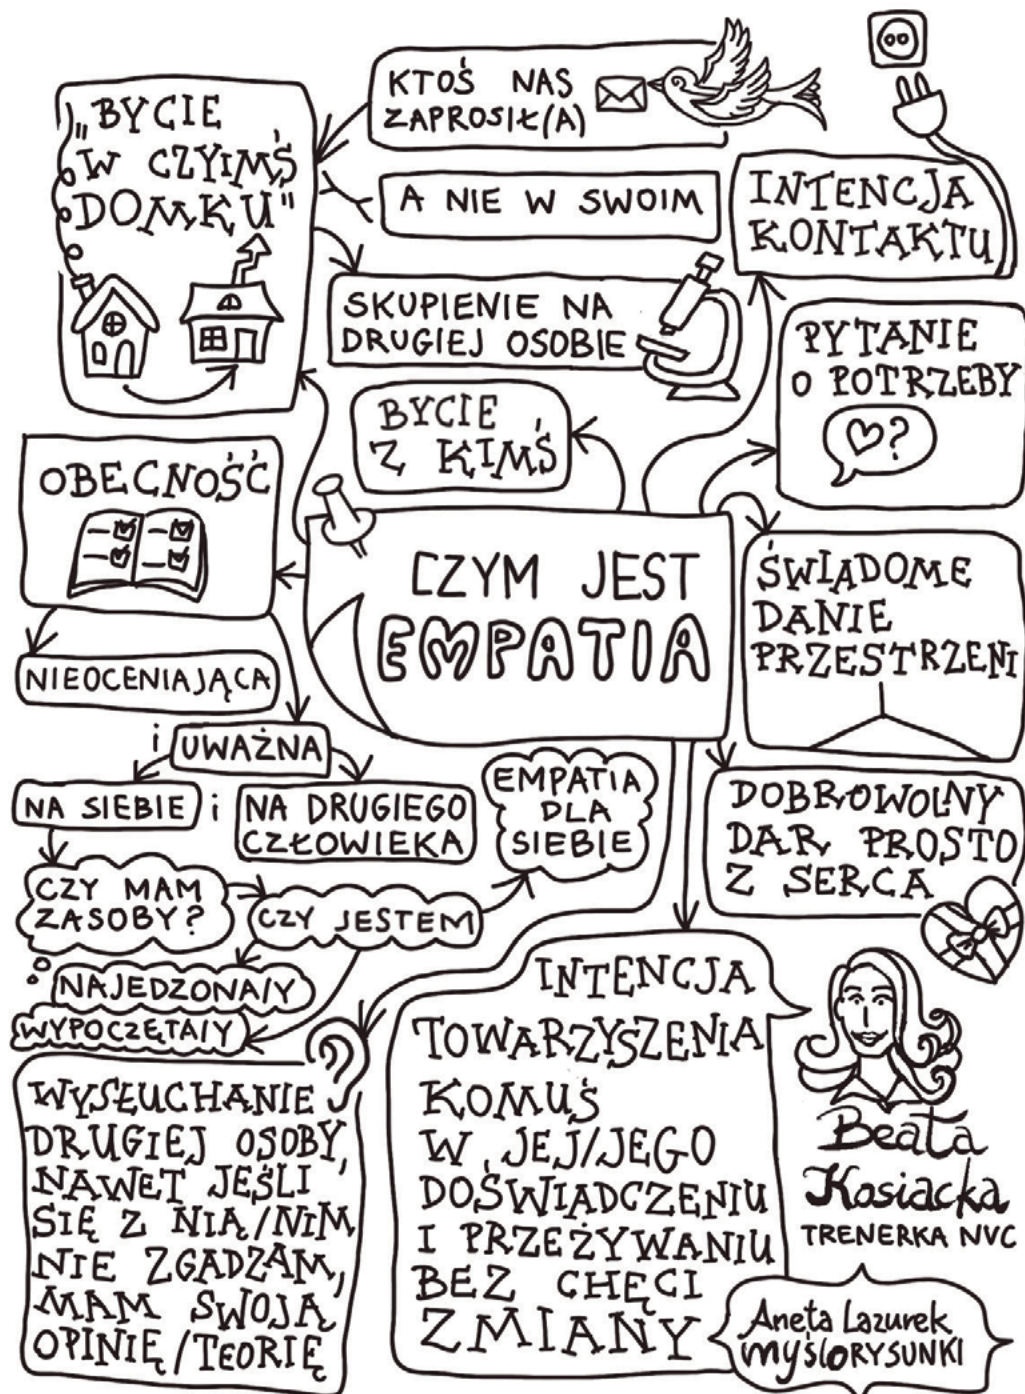 „BYCIE
W CZYIMŚ
DOMKU"
KTOŚ NAS
ZAPROSIŁ(A)
A NIE W SWOIM
SKUPIENIE NA
DRUGIEJ OSOBIE
INTENCJA
KONTAKTU
PYTANIE
O POTRZEBY
?
BYCIE
Z KIMŚ
OBECNOŚĆ
CZYM JEST
EMPATIA
ŚWIADOME
DANIE
PRZESTRZENI
NIEOCENIAJĄCA
i UWAŻNA
NA SIEBIE i NA DRUGIEGO
CZŁOWIEKA
EMPATIA
DLA
SIEBIE
DOBROWOLNY
DAR PROSTO
Z SERCA
CZY MAM
ZASOBY?
CZY JESTEM
NAJEDZONA/Y
WYPOCZĘTA/Y
WYSŁUCHANIE
DRUGIEJ OSOBY,
NAWET JEŚLI
SIĘ Z NIĄ/NIM
NIE ZGADZAM,
MAM SWOJĄ
OPINIĘ/TEORIĘ
INTENCJA
TOWARZYSZENIA
KOMUŚ
W JEJ/JEGO
DOŚWIADCZENIU
I PRZEŻYWANIU
BEZ CHĘCI
ZMIANY
Beata
Kosiacka
TRENERKA NVC
Aneta Lazurek
myśloRYSUNKI